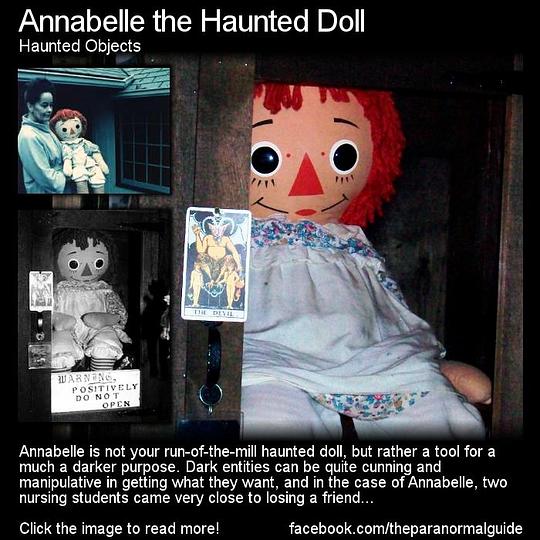 Annabelle the Haunted Doll
Haunted Objects
THE DEVIL
WARNING,
POSITIVELY
DO NOT
OPEN
Annabelle is not your run-of-the-mill haunted doll, but rather a tool for a
much a darker purpose. Dark entities can be quite cunning and
manipulative in getting what they want, and in the case of Annabelle, two
nursing students came very close to losing a friend...
Click the image to read more!
facebook.com/theparanormalguide